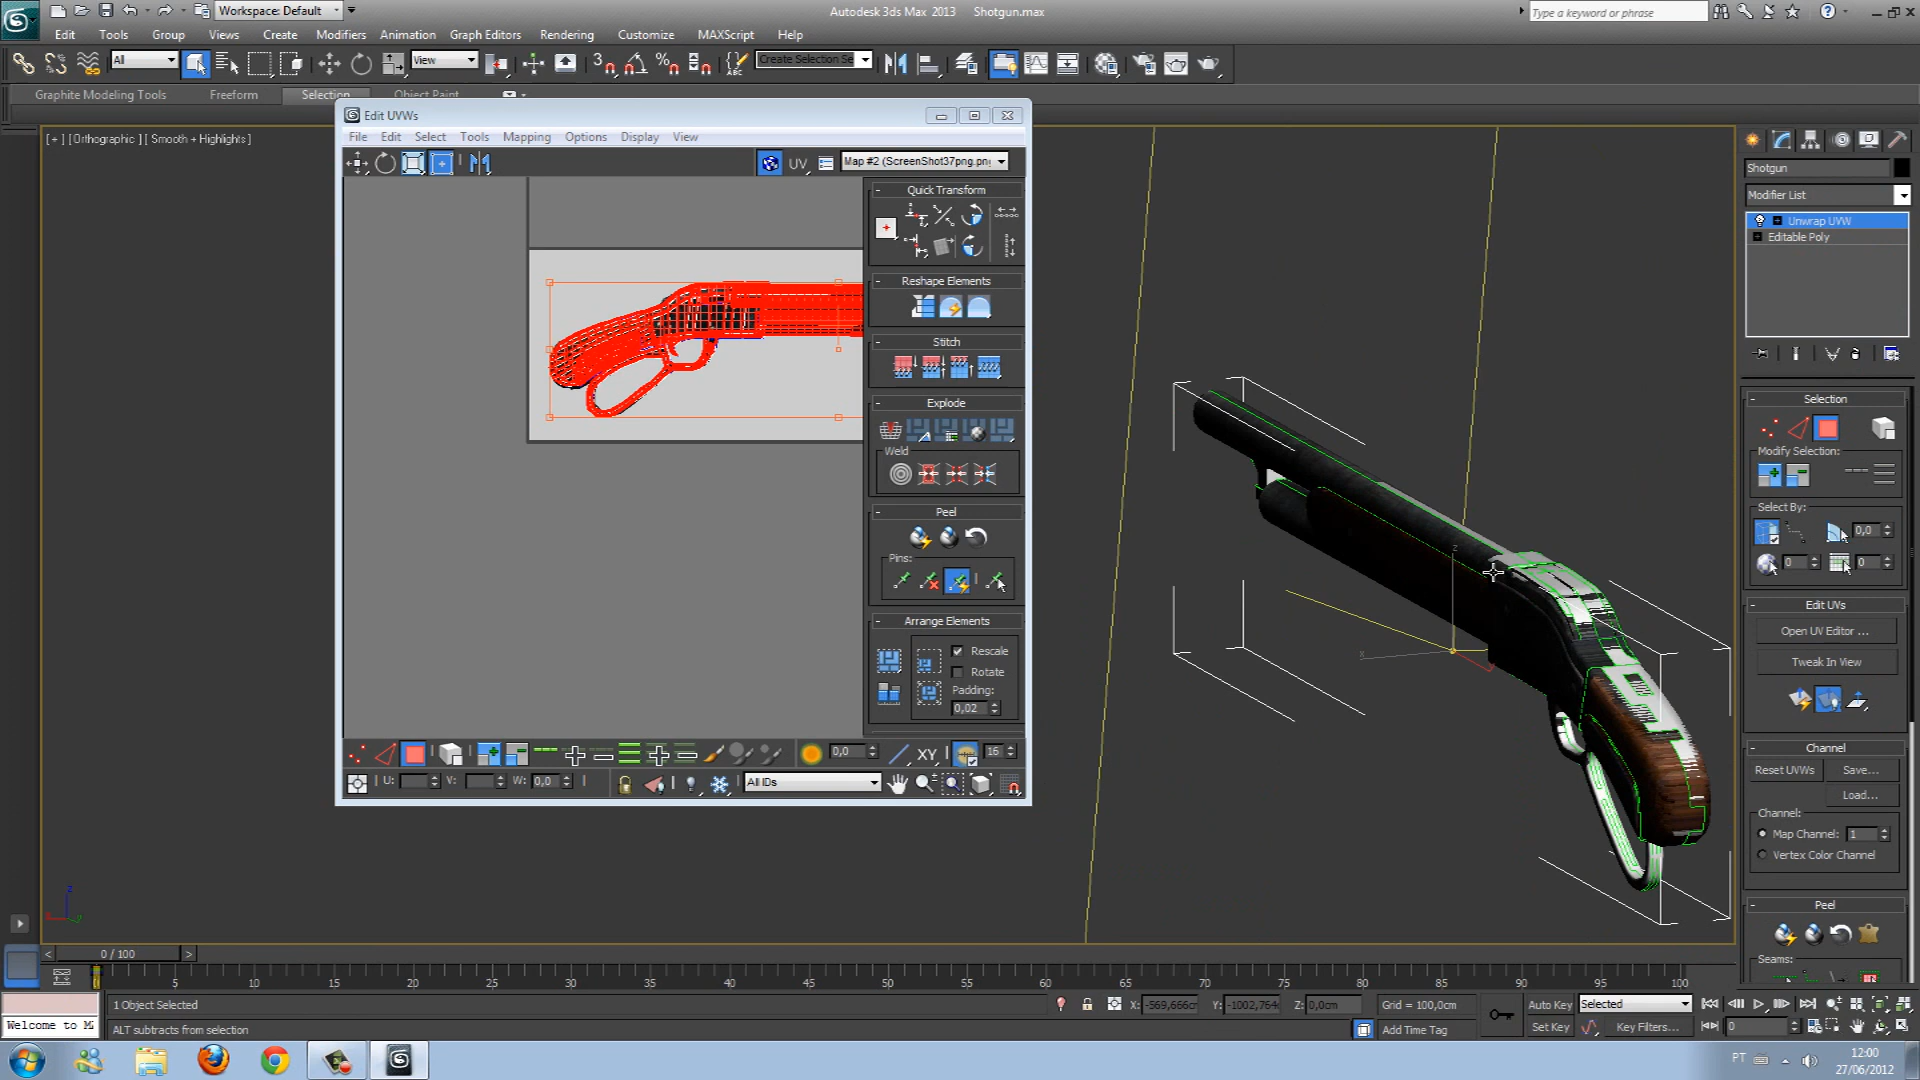 Workspace: Default
Autodesk 3ds Max 2013 Shotgun.max
Type a keyword or phrase
Edit Tools Group Views Create Modifiers Animation Graph Editors Rendering Customize MAXScript Help
All
View
Create Selection Se
Graphite Modeling Tools Freeform Selection Object Paint
[ + ] [ Orthographic ] [ Smooth + Highlights ]
Edit UVWs
File Edit Select Tools Mapping Options Display View
UV
Map #2 (ScreenShot37png.pn
Quick Transform
Reshape Elements
Stitch
Explode
Weld
Peel
Pins:
Arrange Elements
Rescale
Rotate
Padding:
0,02
0,0
XY
16
U: V: W: 0,0
All IDs
Shotgun
Modifier List
Unwrap UVW
Editable Poly
Selection
Modify Selection:
Select By:
0,0
0
0
Edit UVs
Open UV Editor ...
Tweak In View
Channel
Reset UVWs Save...
Load...
Channel:
Map Channel: 1
Vertex Color Channel
Peel
Seams:
z
x
0 / 100
5 10 15 20 25 30 35 40 45 50 55 60 65 70 75 80 85 90 95 100
1 Object Selected
X: -569,666cm Y: -1002,764c Z: 0,0cm
Grid = 100,0cm
Auto Key Selected
Welcome to M
ALT subtracts from selection
Add Time Tag
Set Key Key Filters...
0
PT
12:00
27/06/2012